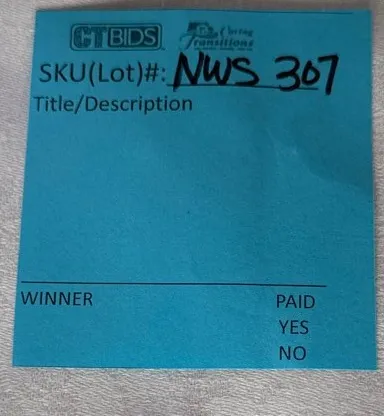 CTBIDS
Caring
Transitions
SKU(Lot)#: NWS 307
Title/Description
WINNER PAID
YES
NO